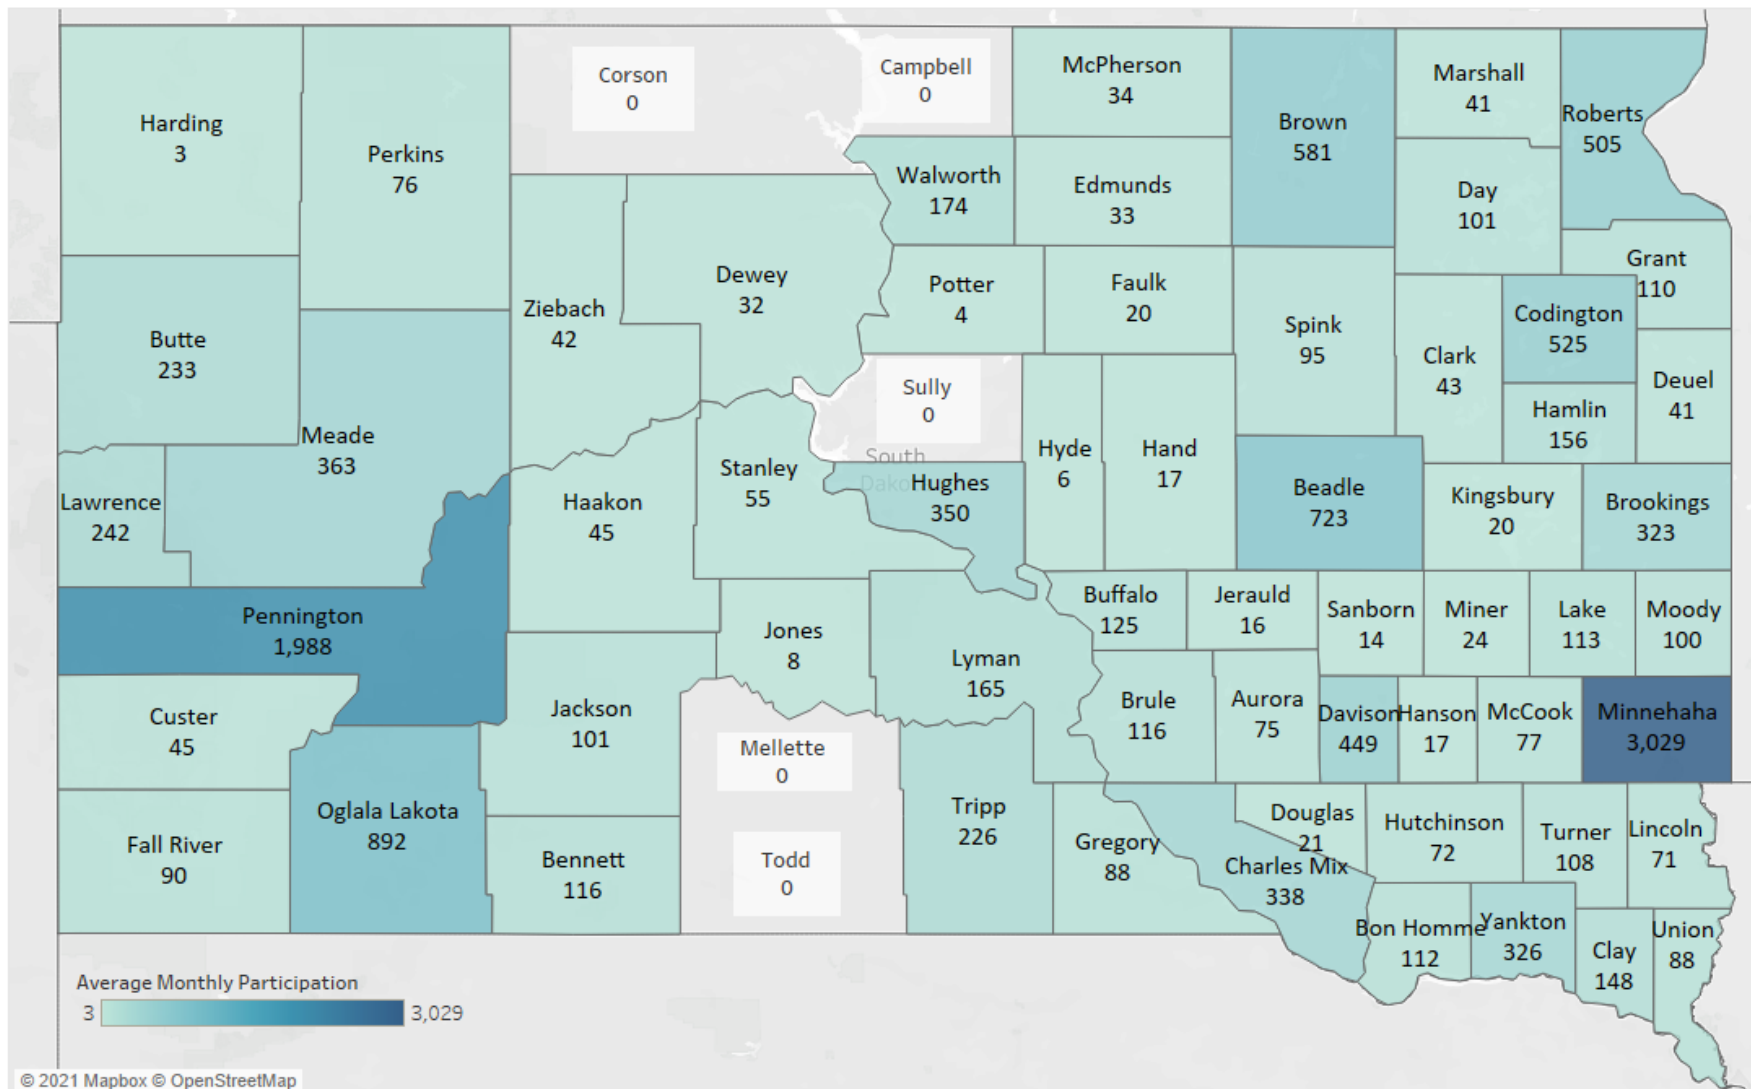 Harding
3
Perkins
76
Corson
0
Campbell
0
McPherson
34
Brown
581
Marshall
41
Roberts
505
Walworth
174
Edmunds
33
Day
101
Grant
110
Butte
233
Ziebach
42
Dewey
32
Potter
4
Faulk
20
Spink
95
Clark
43
Codington
525
Deuel
41
Hamlin
156
Meade
363
Sully
0
South
Dako
Lawrence
242
Haakon
45
Stanley
55
Hughes
350
Hyde
6
Hand
17
Beadle
723
Kingsbury
20
Brookings
323
Pennington
1,988
Jones
8
Lyman
165
Buffalo
125
Jerauld
16
Sanborn
14
Miner
24
Lake
113
Moody
100
Custer
45
Jackson
101
Mellette
0
Brule
116
Aurora
75
Davison
449
Hanson
17
McCook
77
Minnehaha
3,029
Fall River
90
Oglala Lakota
892
Bennett
116
Todd
0
Tripp
226
Gregory
88
Douglas
21
Charles Mix
338
Hutchinson
72
Turner
108
Lincoln
71
Bon Homme
112
Yankton
326
Clay
148
Union
88
Average Monthly Participation
3
3,029
© 2021 Mapbox © OpenStreetMap